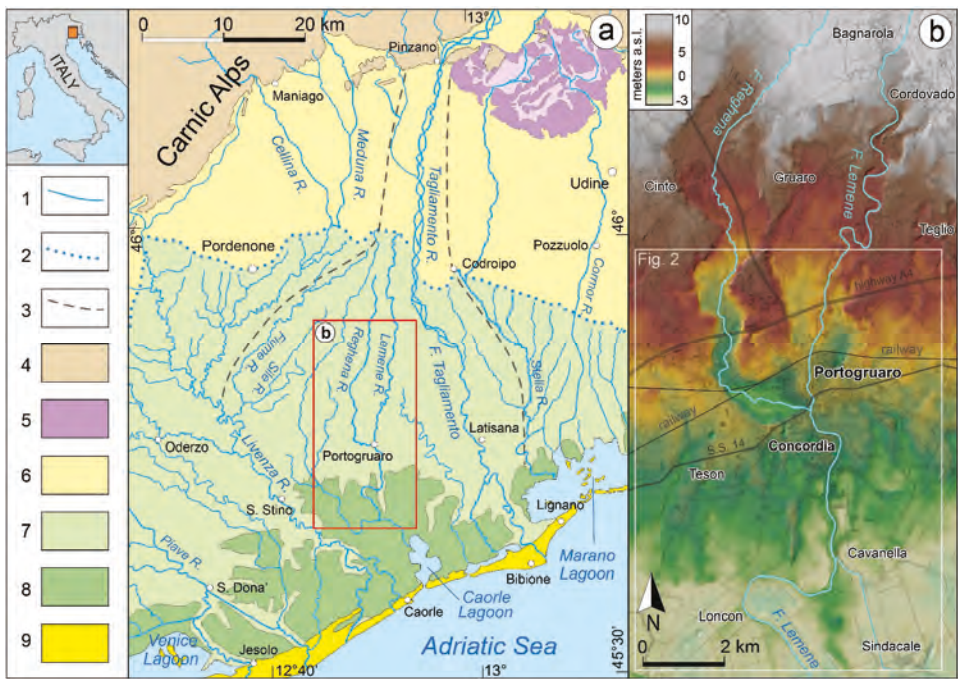 ITALY
1
2
3
4
5
6
7
8
9
0
10
20 km
13°
a
Pinzano
Carnic Alps
Maniago
Cellina R.
Meduna R.
Tagliamento R.
Udine
46°
46°
Pordenone
Codroipo
Pozzuolo
Cormor R.
b
Fiume R.
Sile R.
Reghena R.
Lemene R.
F. Tagliamento
Stella R.
Oderzo
Livenza R.
Portogruaro
Latisana
S. Stino
Lignano
Piave R.
Marano
Lagoon
Bibione
S. Dona'
Caorle
Lagoon
Caorle
Venice
Lagoon
Jesolo
Adriatic Sea
12°40'
13°
45°30'
meters a.s.l.
10
5
0
-3
b
Bagnarola
F. Reghena
Cordovado
F. Lemene
Cinto
Gruaro
Teglio
Fig. 2
highway A4
railway
Portogruaro
railway
S.S. 14
Concordia
Teson
Cavanella
N
Loncon
F. Lemene
Sindacale
0
2 km